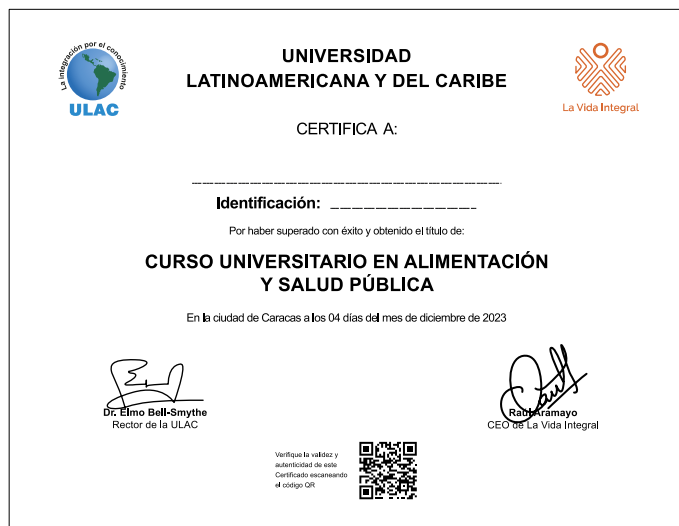 La integración por el conocimiento
ULAC
UNIVERSIDAD
LATINOAMERICANA Y DEL CARIBE
La Vida Integral
CERTIFICA A:
Identificación:
Por haber superado con éxito y obtenido el título de:
CURSO UNIVERSITARIO EN ALIMENTACIÓN
Y SALUD PÚBLICA
En la ciudad de Caracas a los 04 días del mes de diciembre de 2023
Dr. Elmo Bell-Smythe
Rector de la ULAC
Raul Aramayo
CEO de La Vida Integral
Verifique la validez y
autenticidad de este
Certificado escaneando
el código QR